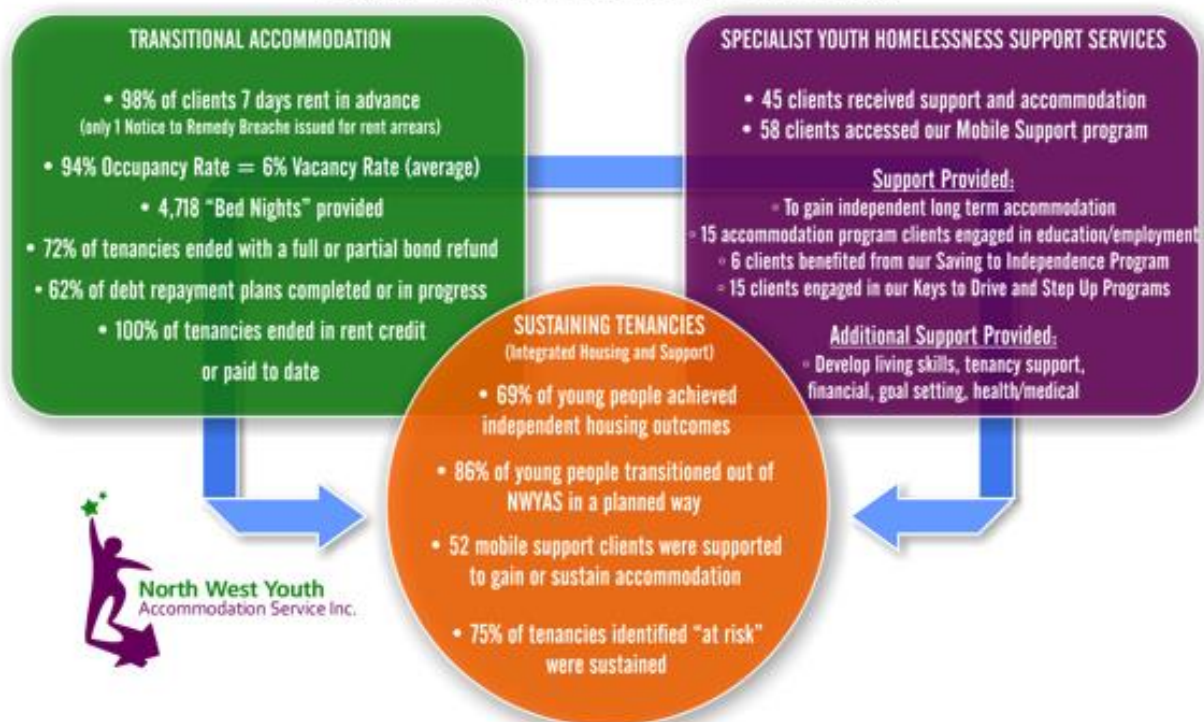 TRANSITIONAL ACCOMMODATION
• 98% of clients 7 days rent in advance
(only 1 Notice to Remedy Breache issued for rent arrears)
• 94% Occupancy Rate = 6% Vacancy Rate (average)
• 4,718 “Bed Nights” provided
• 72% of tenancies ended with a full or partial bond refund
• 62% of debt repayment plans completed or in progress
• 100% of tenancies ended in rent credit
or paid to date
SPECIALIST YOUTH HOMELESSNESS SUPPORT SERVICES
• 45 clients received support and accommodation
• 58 clients accessed our Mobile Support program
Support Provided:
▫ To gain independent long term accommodation
▫ 15 accommodation program clients engaged in education/employment
▫ 6 clients benefited from our Saving to Independence Program
▫ 15 clients engaged in our Keys to Drive and Step Up Programs
Additional Support Provided:
▫ Develop living skills, tenancy support,
financial, goal setting, health/medical
SUSTAINING TENANCIES
(Integrated Housing and Support)
• 69% of young people achieved
independent housing outcomes
• 86% of young people transitioned out of
NWYAS in a planned way
• 52 mobile support clients were supported
to gain or sustain accommodation
• 75% of tenancies identified “at risk”
were sustained
North West Youth
Accommodation Service Inc.